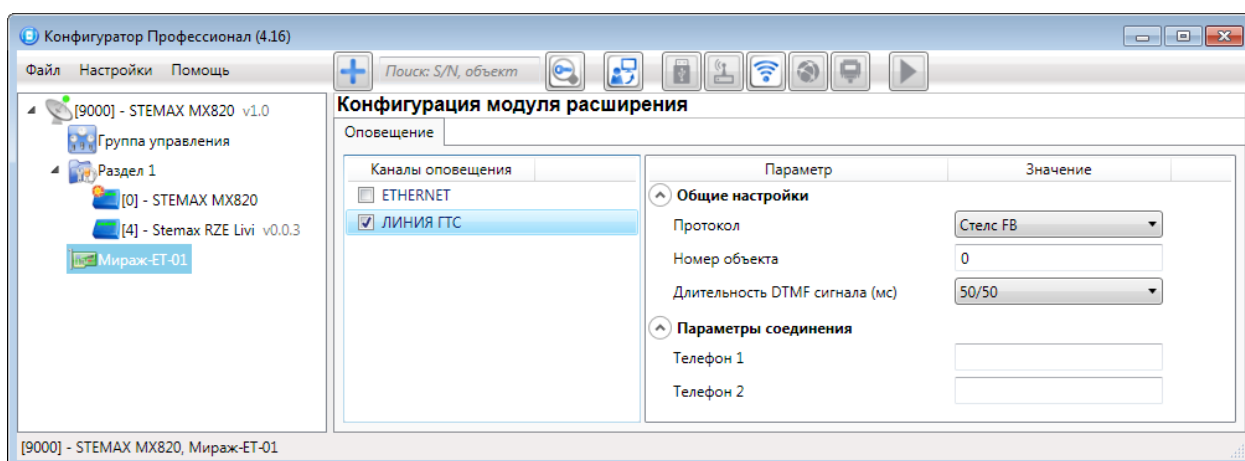 Конфигуратор Профессионал (4.16)
Файл Настройки Помощь
Поиск: S/N, объект
[9000] - STEMAX MX820 v1.0
Группа управления
Раздел 1
[0] - STEMAX MX820
[4] - Stemax RZE Livi v0.0.3
Мираж-ET-01
Конфигурация модуля расширения
Оповещение
Каналы оповещения
ETHERNET
ЛИНИЯ ГТС
Параметр Значение
Общие настройки
Протокол Стелс FB
Номер объекта 0
Длительность DTMF сигнала (мс) 50/50
Параметры соединения
Телефон 1
Телефон 2
[9000] - STEMAX MX820, Мираж-ET-01